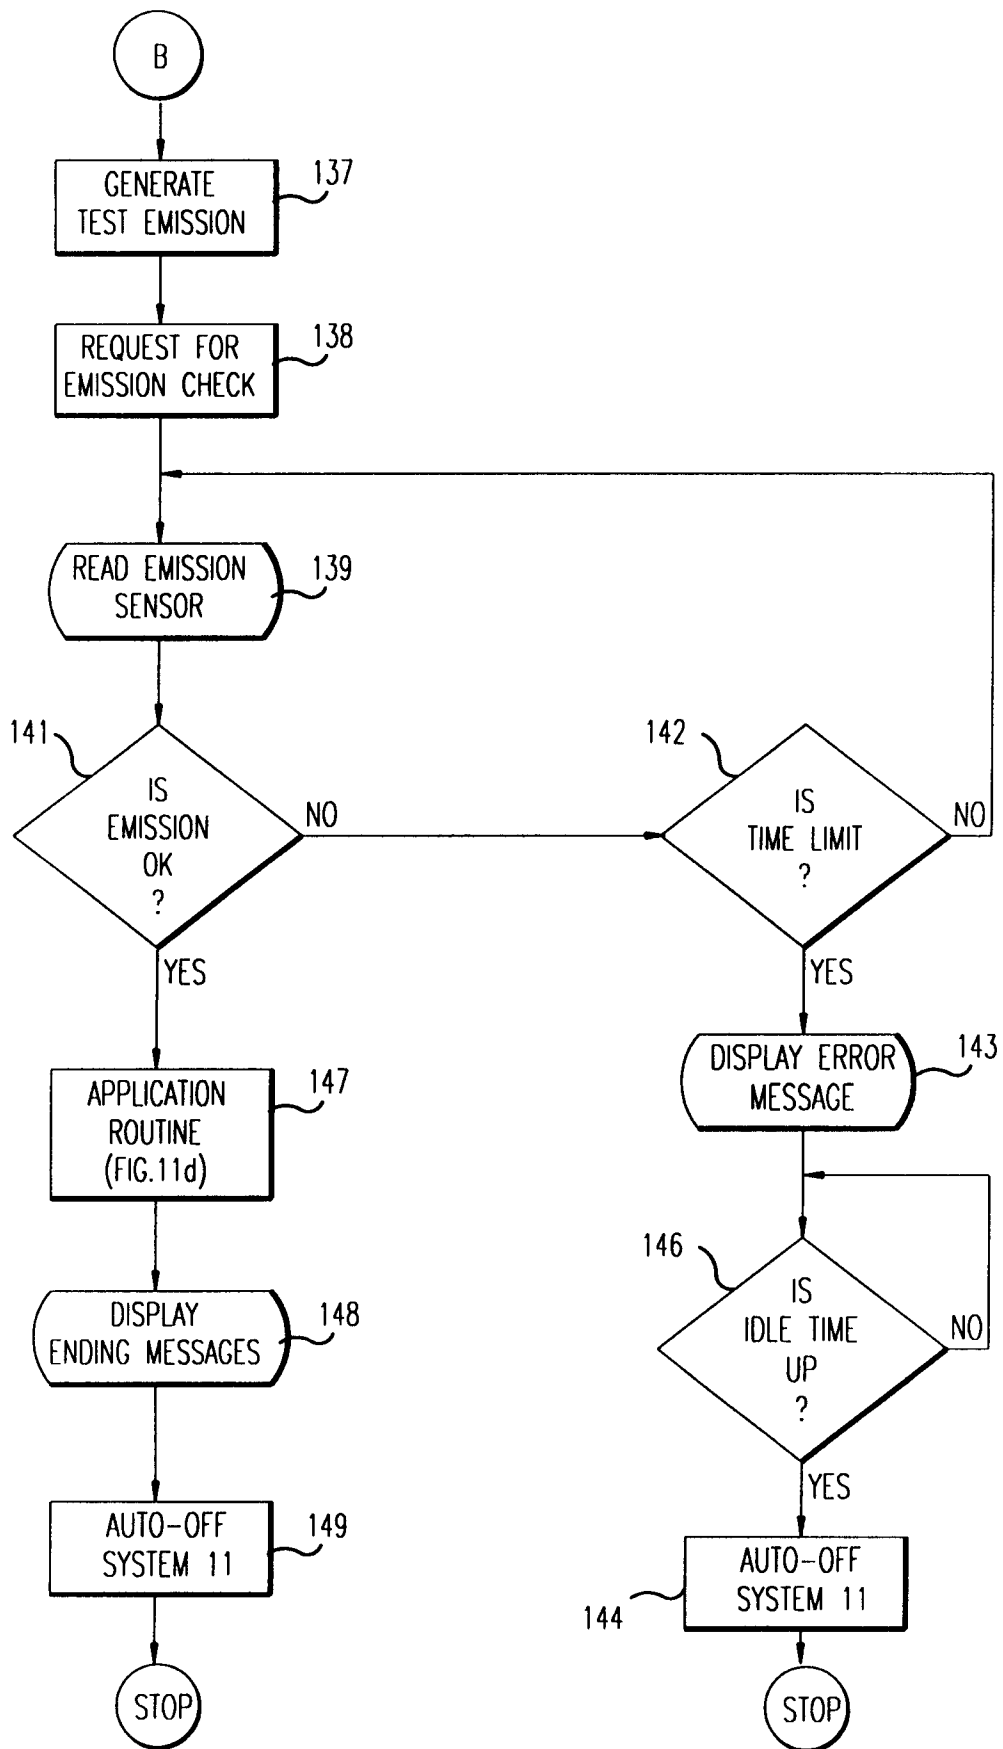 B
GENERATE
TEST EMISSION
137
REQUEST FOR
EMISSION CHECK
138
READ EMISSION
SENSOR
139
141
IS
EMISSION
OK
?
NO
YES
142
IS
TIME LIMIT
?
NO
YES
APPLICATION
ROUTINE
(FIG.11d)
147
DISPLAY ERROR
MESSAGE
143
DISPLAY
ENDING MESSAGES
148
146
IS
IDLE TIME
UP
?
NO
YES
AUTO-OFF
SYSTEM 11
149
AUTO-OFF
SYSTEM 11
144
STOP
STOP